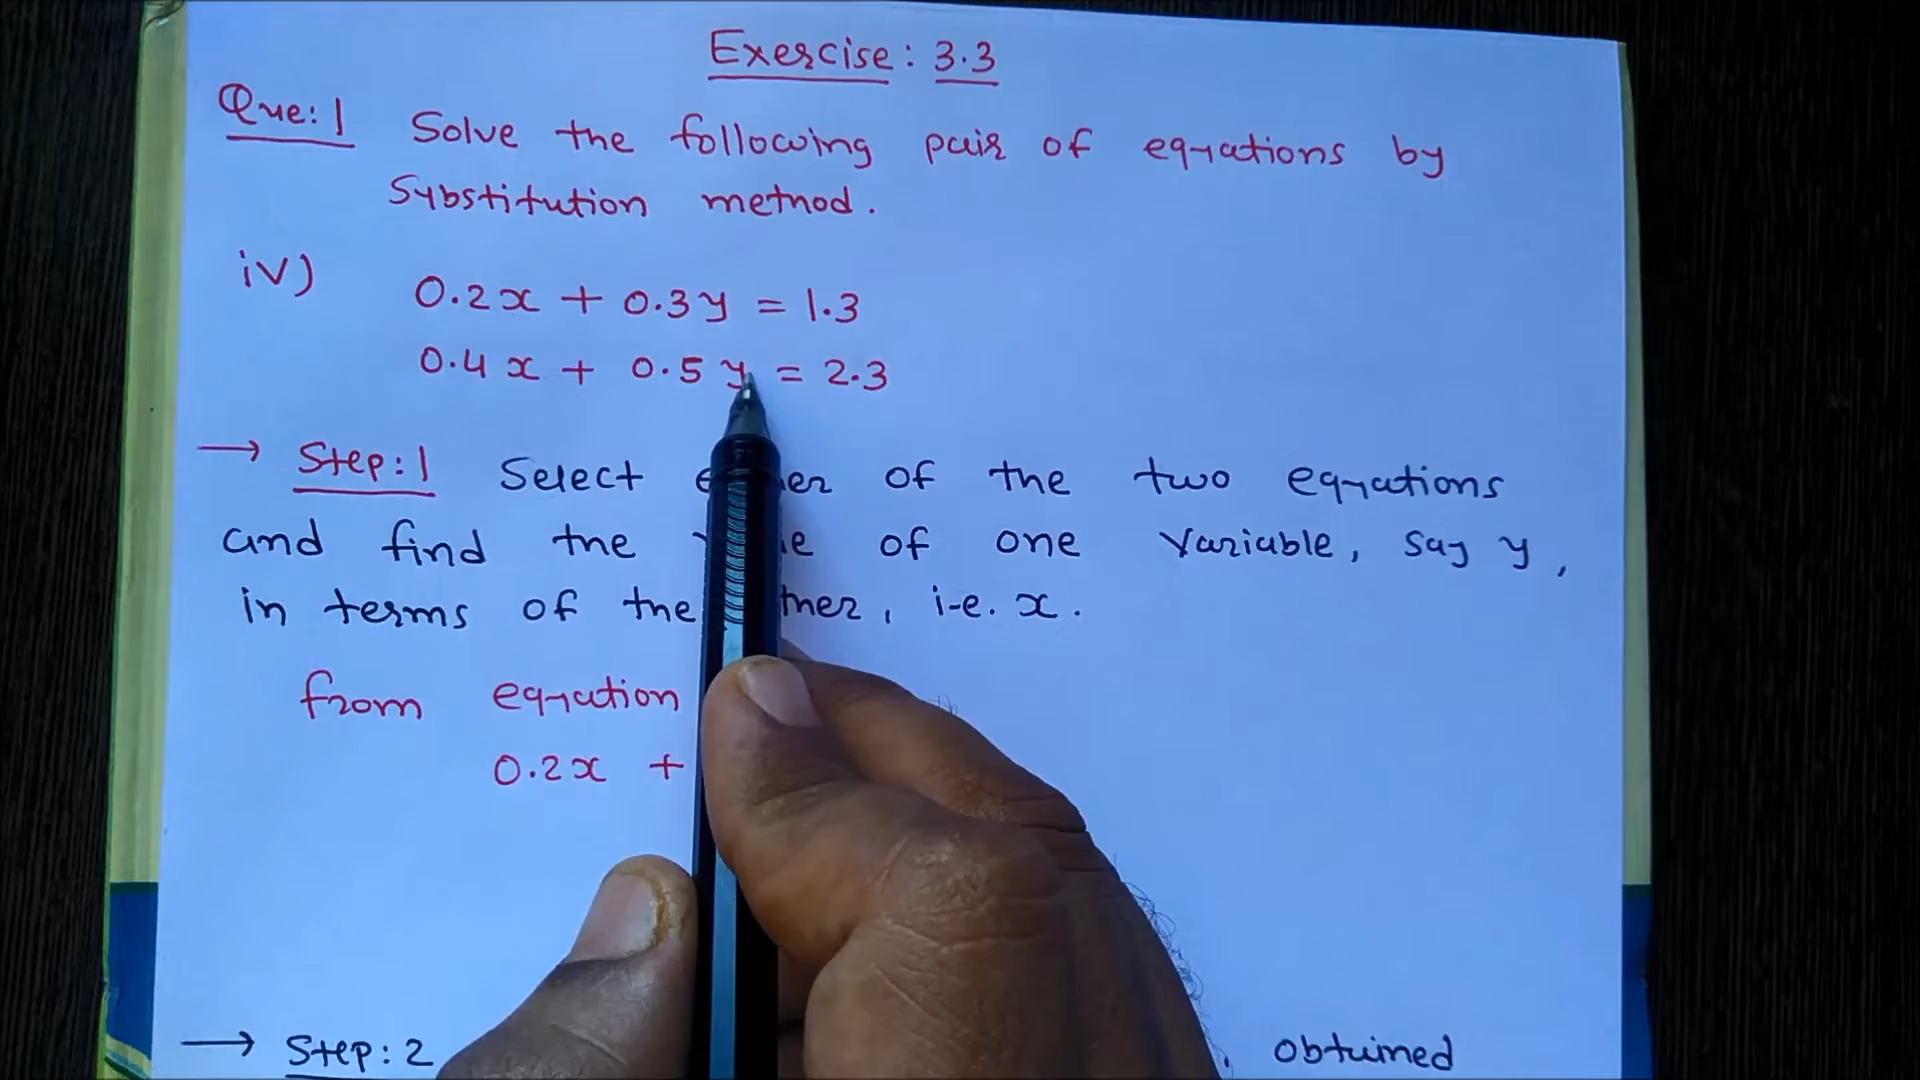 Exercise: 3.3
Que:1 Solve the following pair of equations by
Substitution method.
iv) 0.2x + 0.3y = 1.3
0.4x + 0.5y = 2.3
→ Step:1 Select of the two equations
and find the of one variable, say y,
in terms of the , i.e. x.
from equation
0.2x +
→ Step:2 obtained